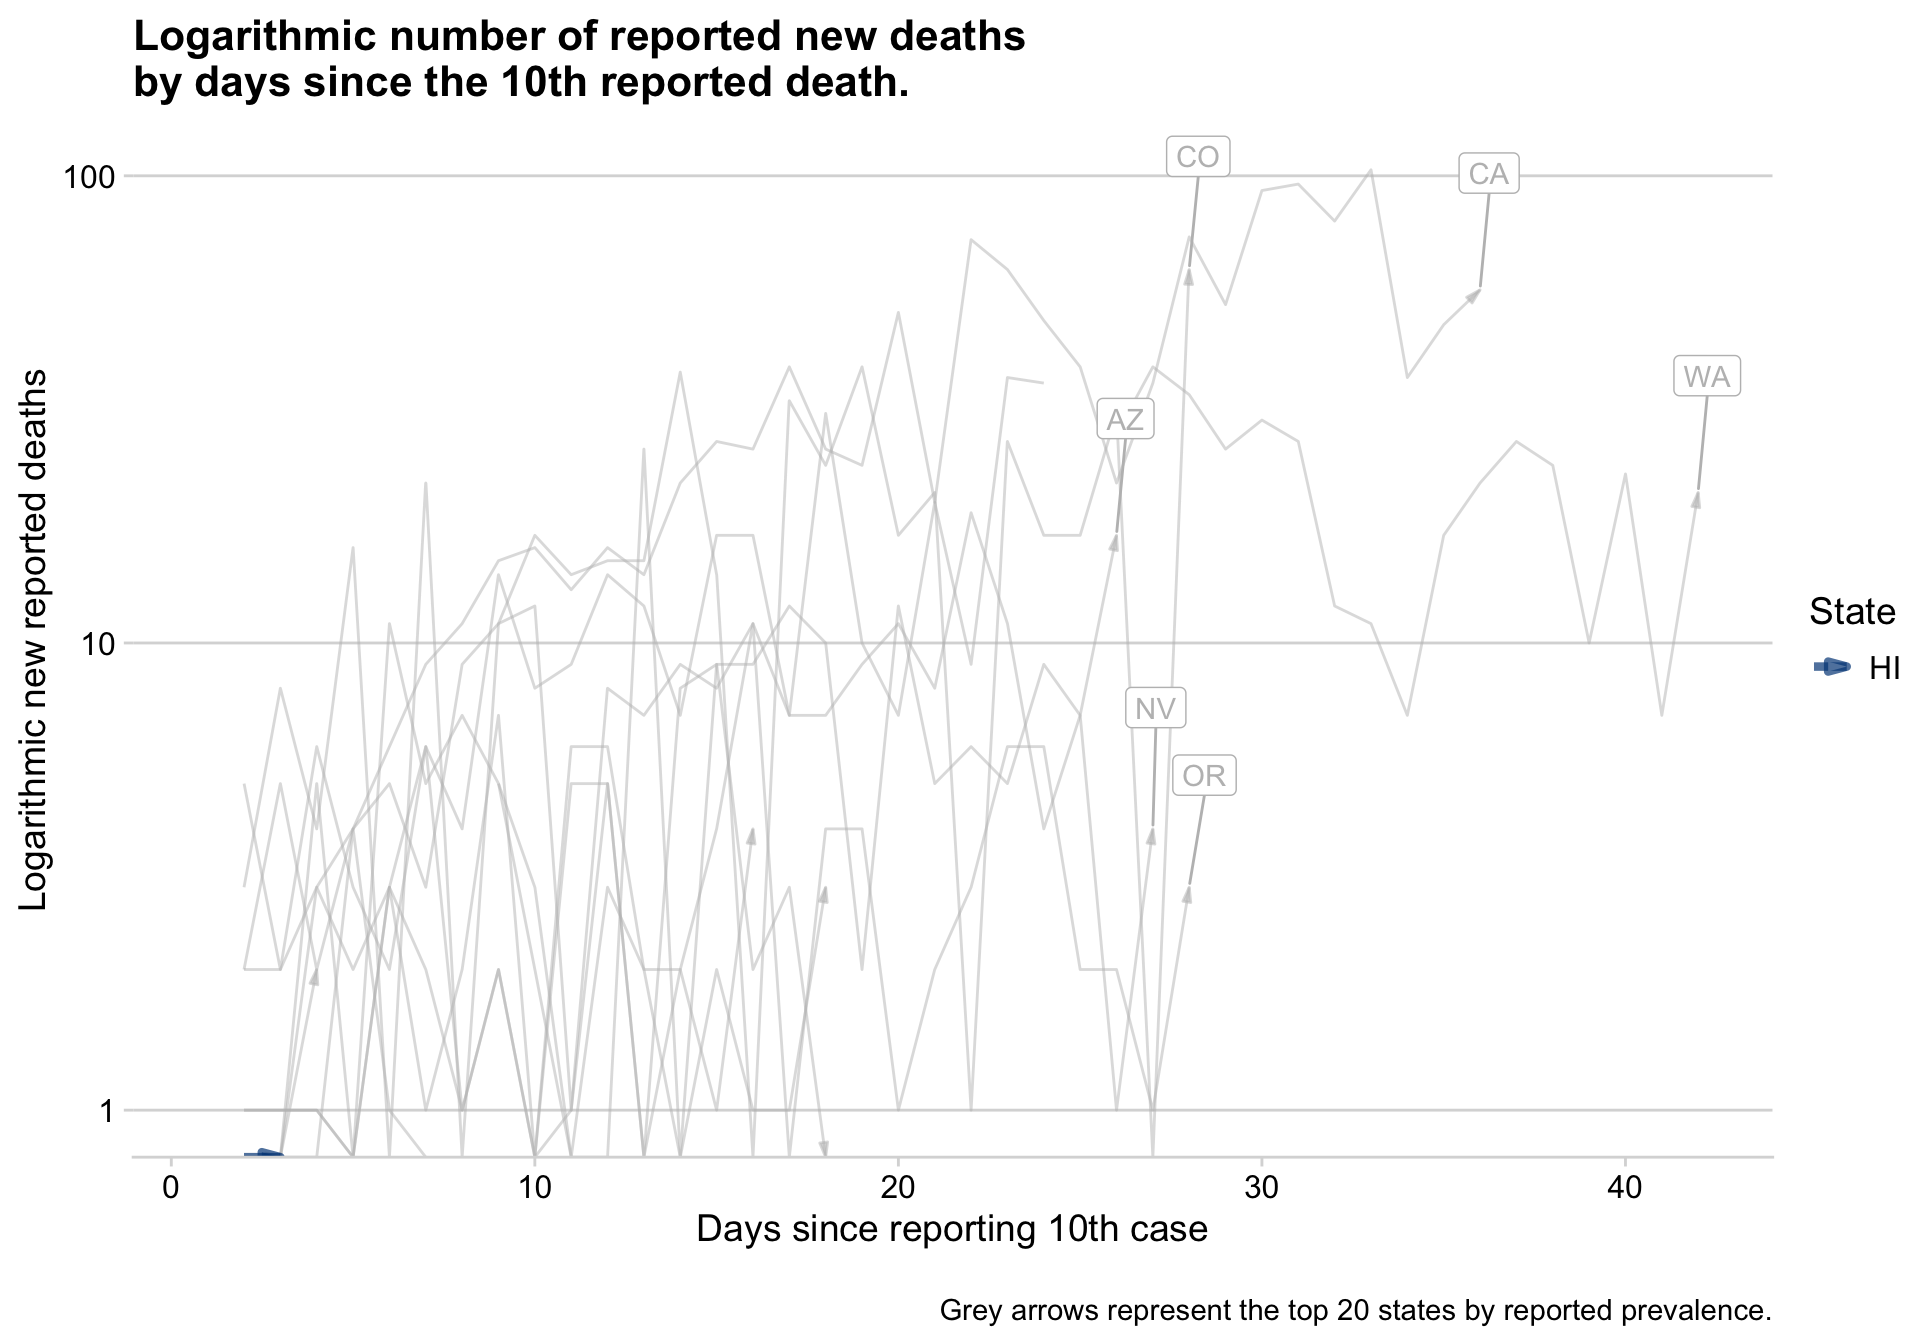 Logarithmic number of reported new deaths
by days since the 10th reported death.
CO
CA
100
WA
AZ
Logarithmic new reported deaths
State
10
HI
NV
OR
1
0
10
20
30
40
Days since reporting 10th case
Grey arrows represent the top 20 states by reported prevalence.